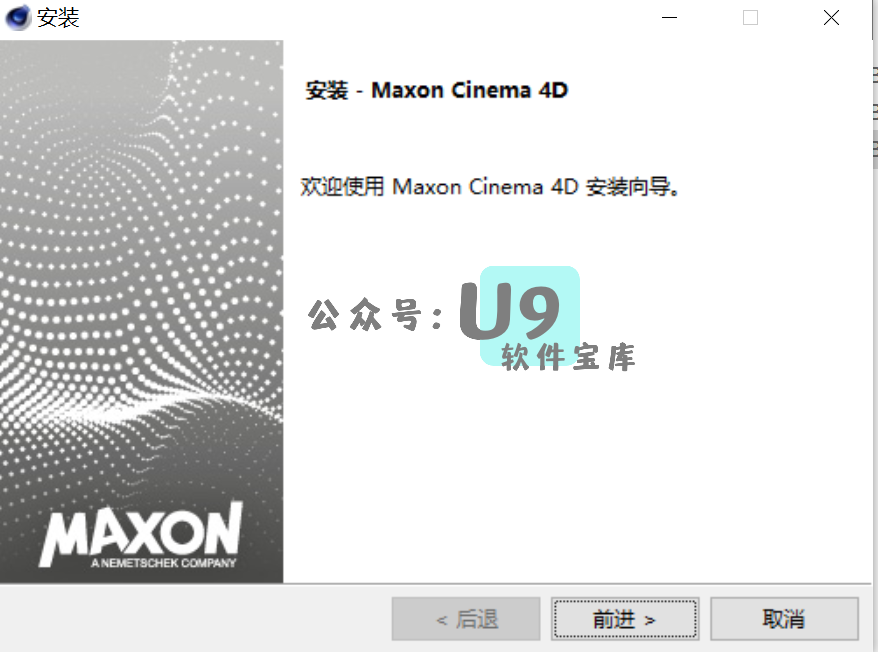 安装
安装 - Maxon Cinema 4D
欢迎使用 Maxon Cinema 4D 安装向导。
公众号: U9
软件宝库
MAXON
A NEMETSCHEK COMPANY
< 后退
前进 >
取消